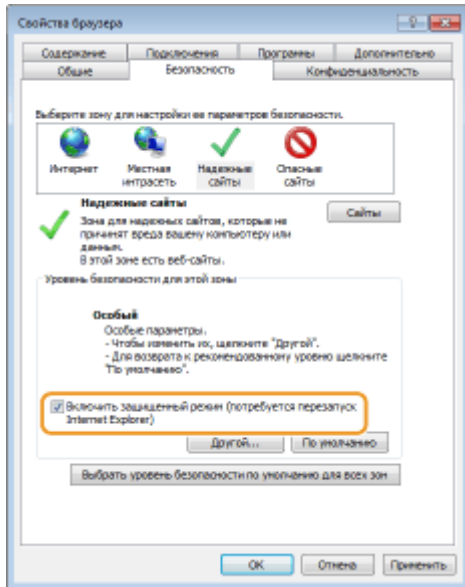 Свойства браузера
Содержание Подключения Программы Дополнительно
Общие Безопасность Конфиденциальность
Выберите зону для настройки ее параметров безопасности.
Интернет Местная интрасеть Надежные сайты Опасные сайты
Надежные сайты
Сайты
Зона для надежных сайтов, которые не
причинят вреда вашему компьютеру или
данным.
В этой зоне есть веб-сайты.
Уровень безопасности для этой зоны
Особый
Особые параметры.
- Чтобы изменить их, щелкните "Другой".
- Для возврата к рекомендованному уровню щелкните
"По умолчанию".
Включить защищенный режим (потребуется перезапуск
Internet Explorer)
Другой... По умолчанию
Выбрать уровень безопасности по умолчанию для всех зон
OK Отмена Применить